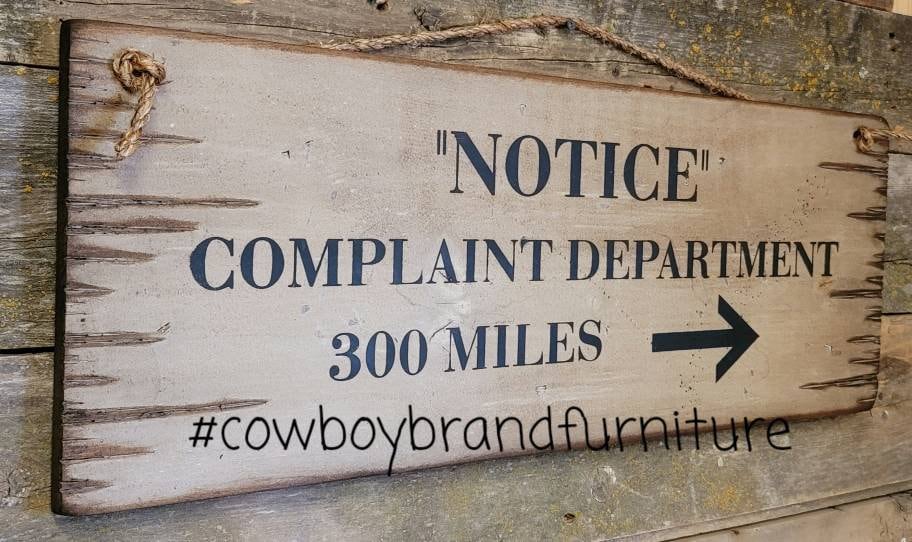 "NOTICE"
COMPLAINT DEPARTMENT
300 MILES →
#cowboybrandfurniture